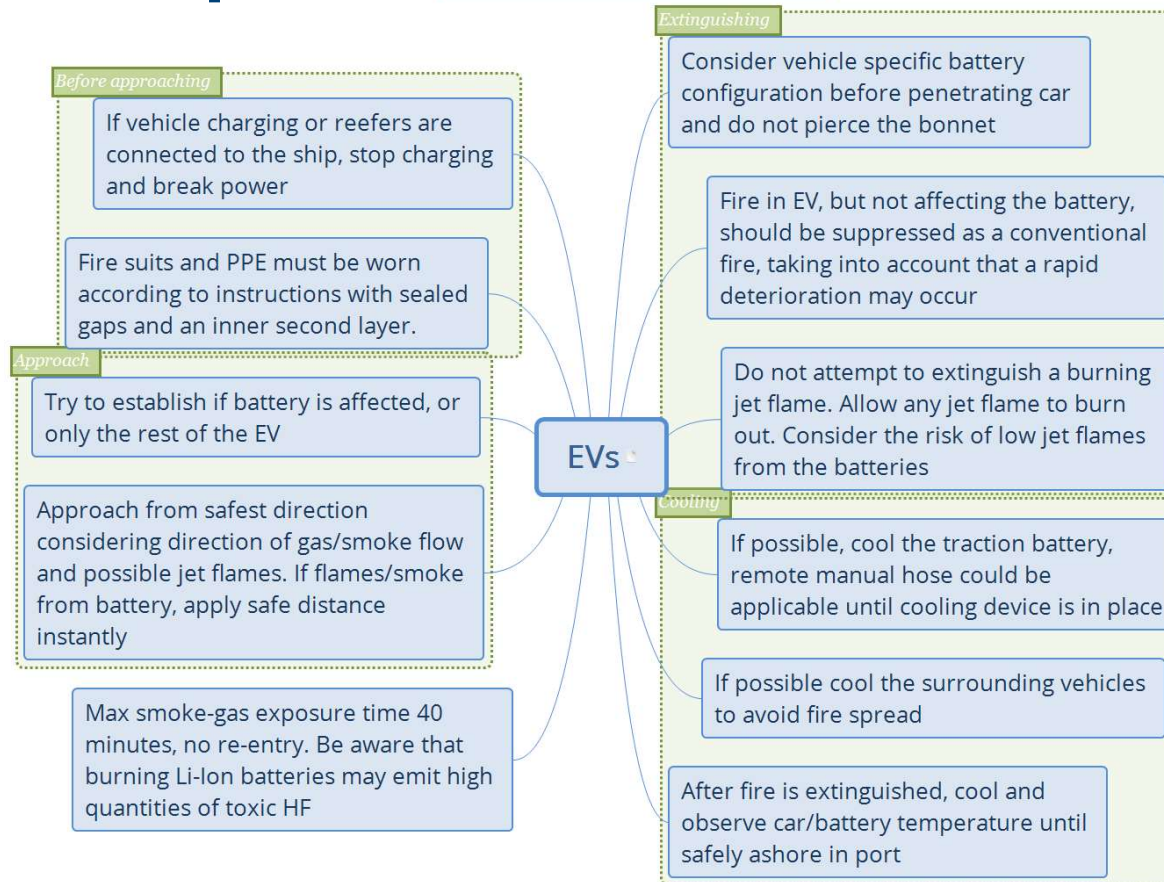 Before approaching
If vehicle charging or reefers are
connected to the ship, stop charging
and break power
Fire suits and PPE must be worn
according to instructions with sealed
gaps and an inner second layer.
Approach
Try to establish if battery is affected, or
only the rest of the EV
Approach from safest direction
considering direction of gas/smoke flow
and possible jet flames. If flames/smoke
from battery, apply safe distance
instantly
Max smoke-gas exposure time 40
minutes, no re-entry. Be aware that
burning Li-Ion batteries may emit high
quantities of toxic HF
EVs
Extinguishing
Consider vehicle specific battery
configuration before penetrating car
and do not pierce the bonnet
Fire in EV, but not affecting the battery,
should be suppressed as a conventional
fire, taking into account that a rapid
deterioration may occur
Do not attempt to extinguish a burning
jet flame. Allow any jet flame to burn
out. Consider the risk of low jet flames
from the batteries
Cooling
If possible, cool the traction battery,
remote manual hose could be
applicable until cooling device is in place
If possible cool the surrounding vehicles
to avoid fire spread
After fire is extinguished, cool and
observe car/battery temperature until
safely ashore in port